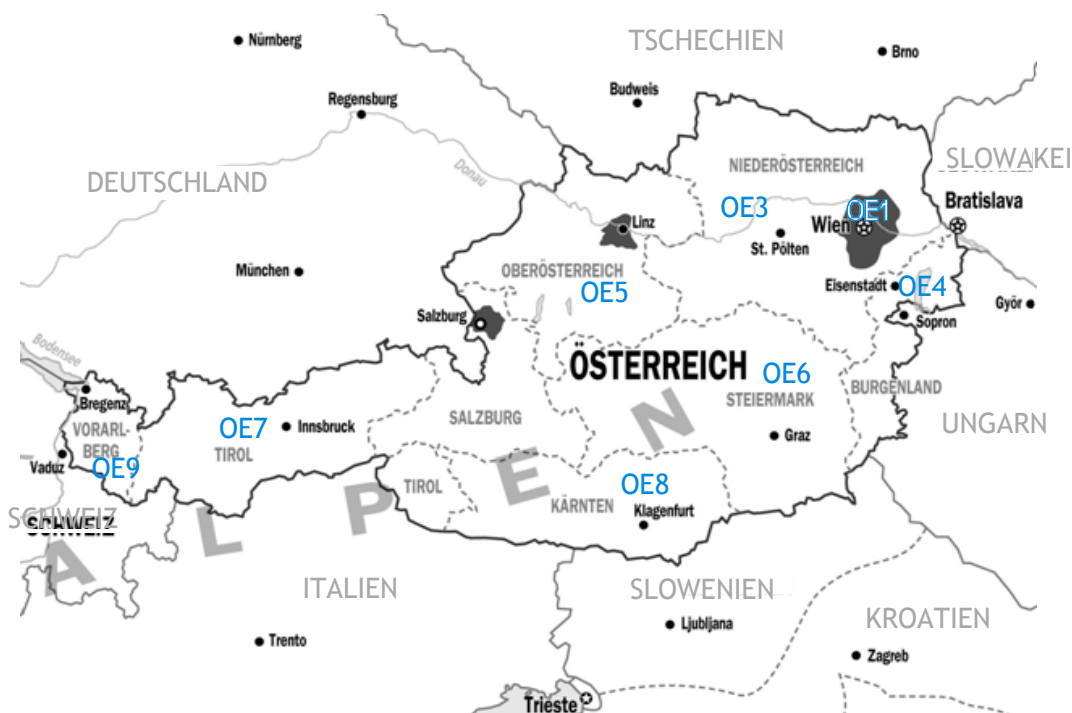 Nürnberg
TSCHECHIEN
Brno
Budweis
Regensburg
NIEDERÖSTERREICH
SLOWAKEI
DEUTSCHLAND
Donau
OE3
OE1
Bratislava
Linz
Wien
St. Pölten
München
OBERÖSTERREICH
OE5
Eisenstadt
OE4
Györ
Salzburg
Sopron
Bodensee
ÖSTERREICH
OE6
STEIERMARK
BURGENLAND
Bregenz
VORARL-
BERG
OE9
OE7
Innsbruck
TIROL
SALZBURG
Graz
UNGARN
Vaduz
TIROL
KÄRNTEN
OE8
Klagenfurt
SCHWEIZ
SCHWEIZ
ALPEN
ITALIEN
SLOWENIEN
KROATIEN
Trento
Ljubljana
Zagreb
Trieste